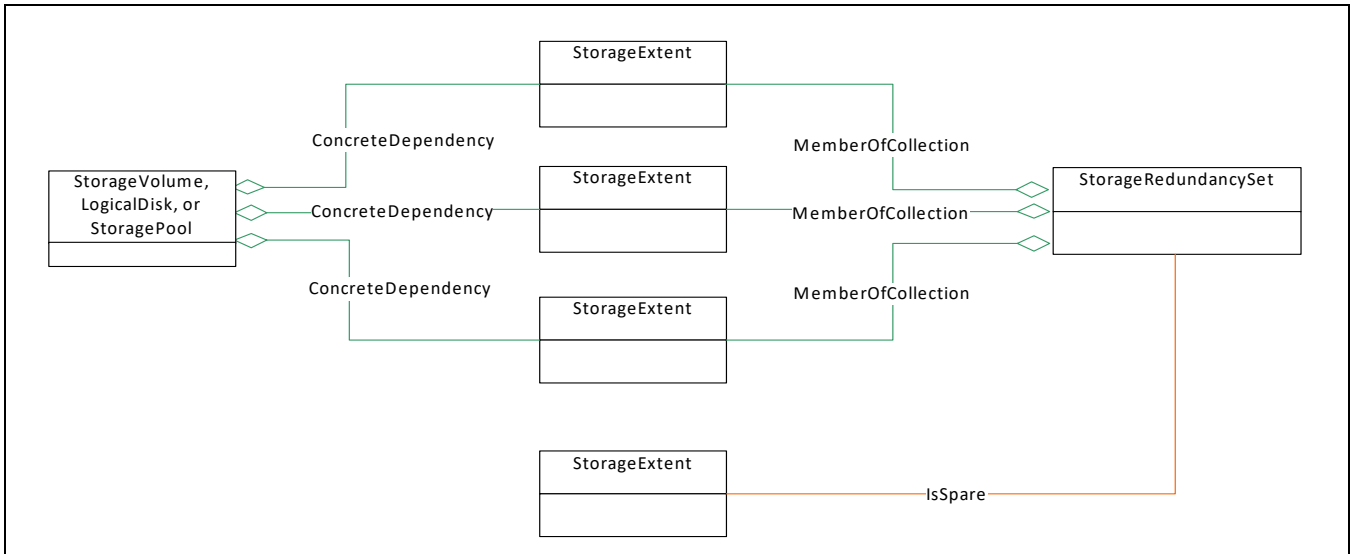 StorageExtent
ConcreteDependency
MemberOfCollection
StorageVolume,
LogicalDisk, or
StoragePool
StorageExtent
StorageRedundancySet
ConcreteDependency
MemberOfCollection
ConcreteDependency
MemberOfCollection
StorageExtent
StorageExtent
IsSpare